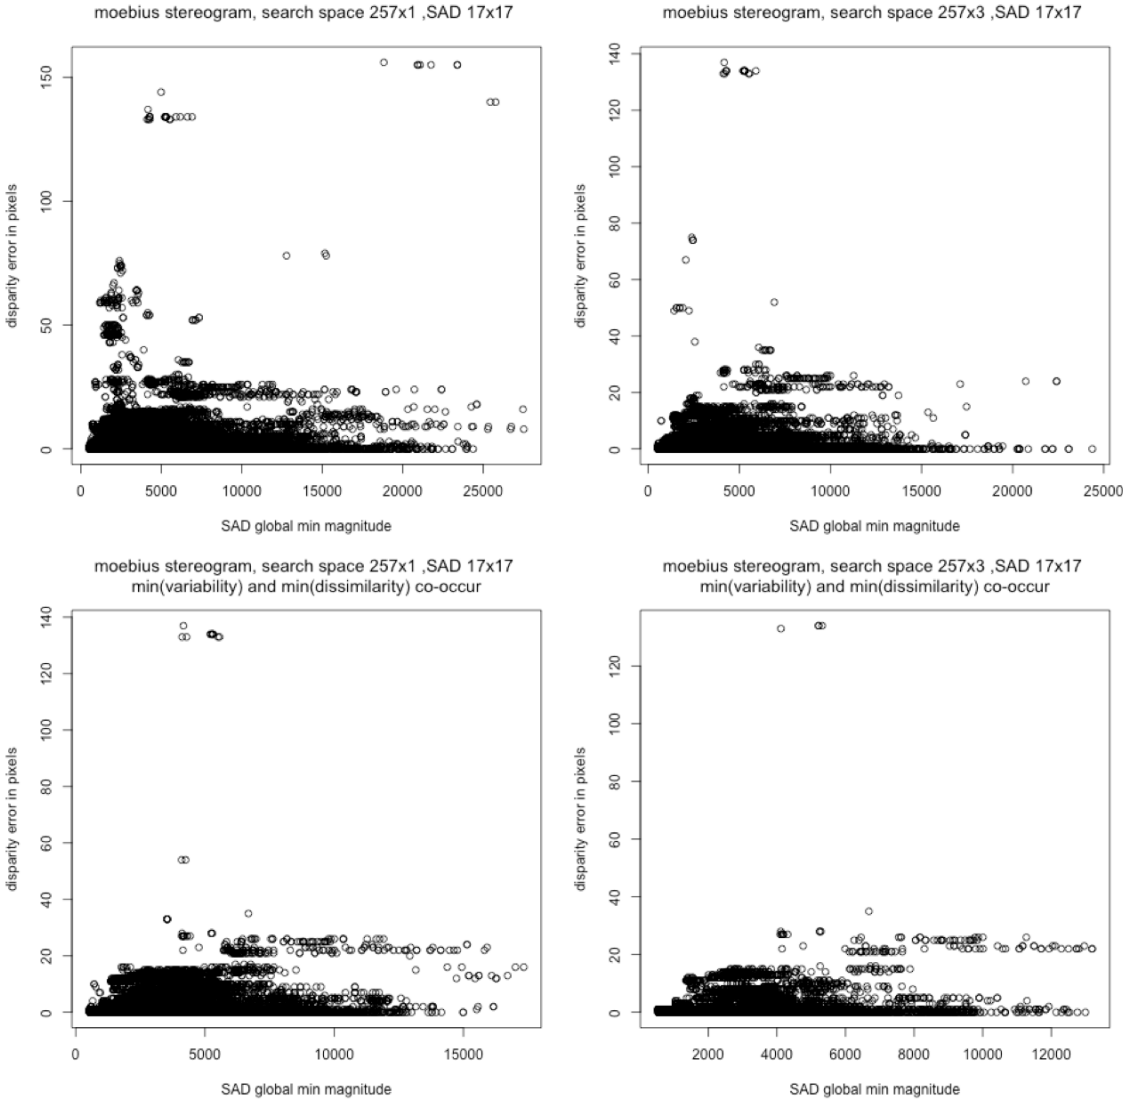 moebius stereogram, search space 257x1 ,SAD 17x17
disparity error in pixels
150
100
50
0
0 5000 10000 15000 20000 25000
SAD global min magnitude
moebius stereogram, search space 257x3 ,SAD 17x17
disparity error in pixels
140
120
100
80
60
40
20
0
0 5000 10000 15000 20000 25000
SAD global min magnitude
moebius stereogram, search space 257x1 ,SAD 17x17
min(variability) and min(dissimilarity) co-occur
disparity error in pixels
140
120
100
80
60
40
20
0
0 5000 10000 15000
SAD global min magnitude
moebius stereogram, search space 257x3 ,SAD 17x17
min(variability) and min(dissimilarity) co-occur
disparity error in pixels
120
100
80
60
40
20
0
2000 4000 6000 8000 10000 12000
SAD global min magnitude